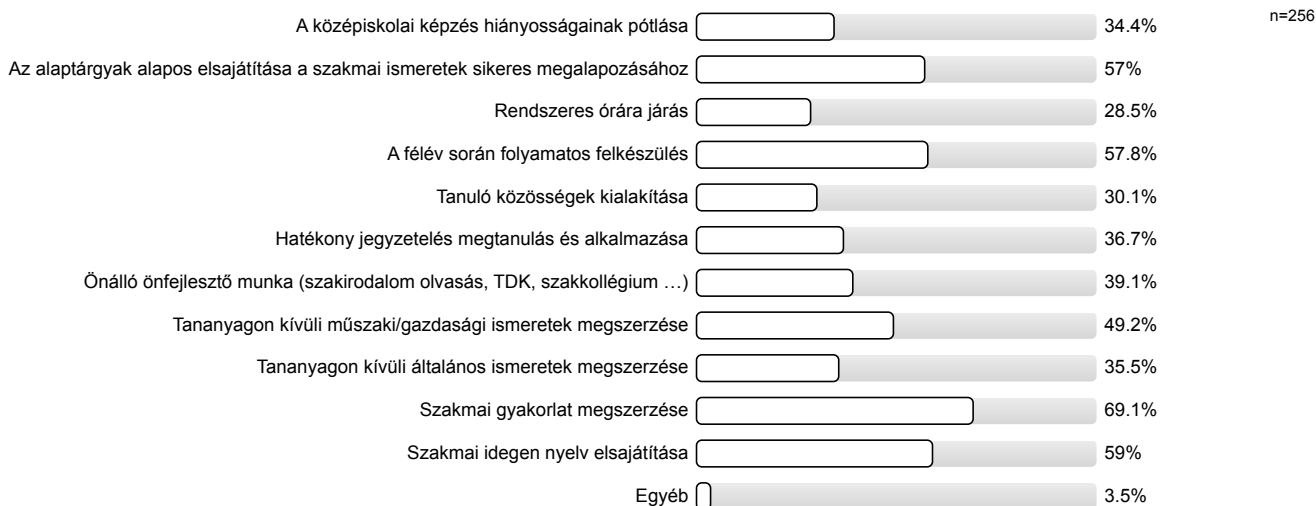 n=256
A középiskolai képzés hiányosságainak pótlása 34.4%
Az alaptárgyak alapos elsajátítása a szakmai ismeretek sikeres megalapozásához 57%
Rendszeres órára járás 28.5%
A félév során folyamatos felkészülés 57.8%
Tanuló közösségek kialakítása 30.1%
Hatékony jegyzetelés megtanulás és alkalmazása 36.7%
Önálló önfejlesztő munka (szakirodalom olvasás, TDK, szakkollégium …) 39.1%
Tananyagon kívüli műszaki/gazdasági ismeretek megszerzése 49.2%
Tananyagon kívüli általános ismeretek megszerzése 35.5%
Szakmai gyakorlat megszerzése 69.1%
Szakmai idegen nyelv elsajátítása 59%
Egyéb 3.5%